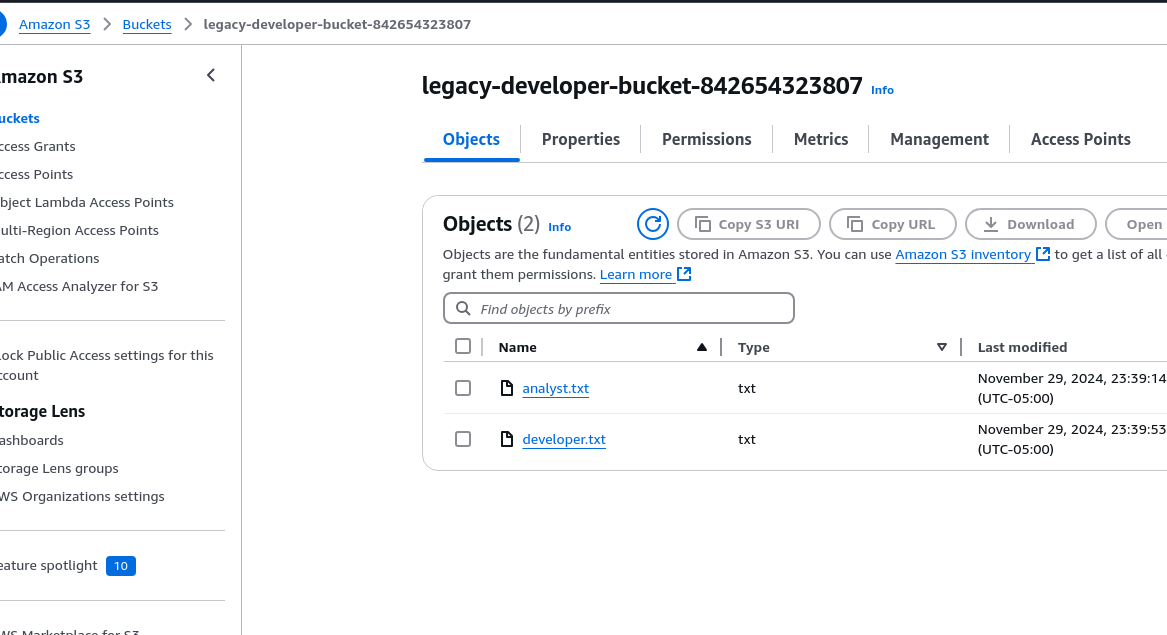 Amazon S3 > Buckets > legacy-developer-bucket-842654323807
mazon S3
uckets
ccess Grants
ccess Points
bject Lambda Access Points
ulti-Region Access Points
atch Operations
AM Access Analyzer for S3
lock Public Access settings for this
ccount
torage Lens
ashboards
torage Lens groups
WS Organizations settings
eature spotlight 10
WS Marketplace for S3
legacy-developer-bucket-842654323807 Info
Objects Properties Permissions Metrics Management Access Points
Objects (2) Info Copy S3 URI Copy URL Download Open
Objects are the fundamental entities stored in Amazon S3. You can use Amazon S3 inventory to get a list of all
grant them permissions. Learn more
Find objects by prefix
Name Type Last modified
analyst.txt txt November 29, 2024, 23:39:14
(UTC-05:00)
developer.txt txt November 29, 2024, 23:39:53
(UTC-05:00)